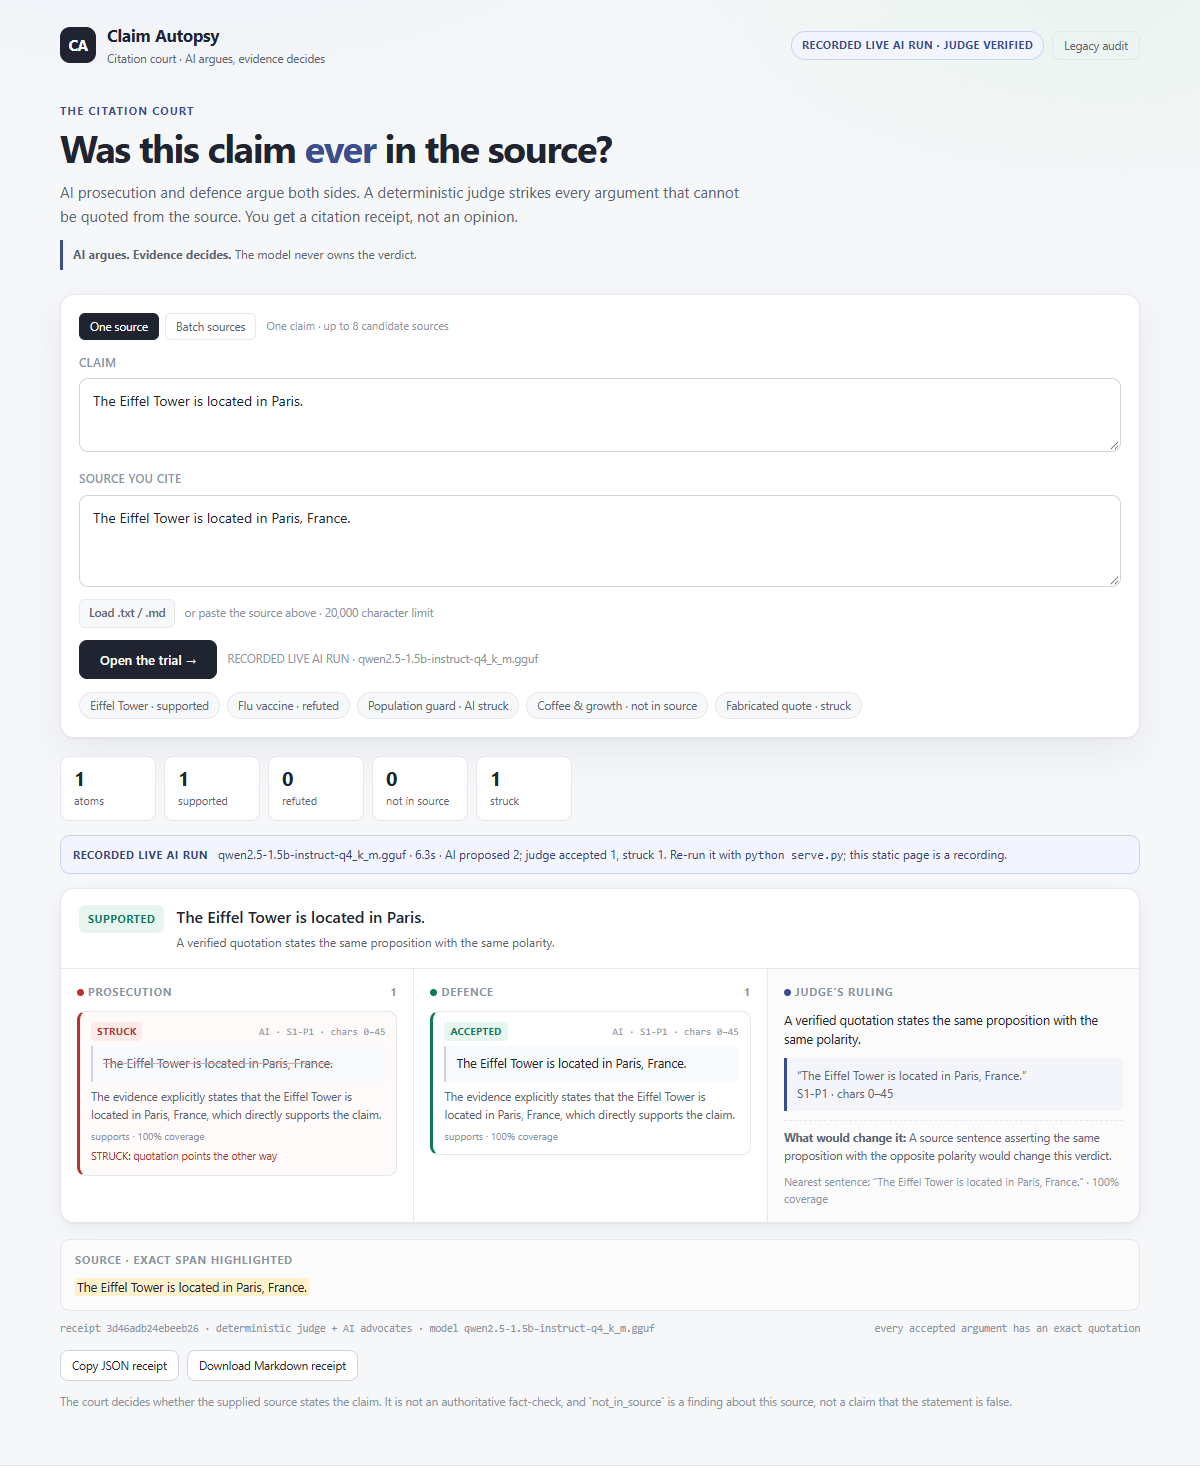 CA
Claim Autopsy
Citation court · AI argues, evidence decides
RECORDED LIVE AI RUN · JUDGE VERIFIED
Legacy audit
THE CITATION COURT
Was this claim ever in the source?
AI prosecution and defence argue both sides. A deterministic judge strikes every argument that cannot
be quoted from the source. You get a citation receipt, not an opinion.
AI argues. Evidence decides. The model never owns the verdict.
One source
Batch sources
One claim · up to 8 candidate sources
CLAIM
The Eiffel Tower is located in Paris.
SOURCE YOU CITE
The Eiffel Tower is located in Paris, France.
Load .txt / .md
or paste the source above · 20,000 character limit
Open the trial →
RECORDED LIVE AI RUN · qwen2.5-1.5b-instruct-q4_k_m.gguf
Eiffel Tower · supported
Flu vaccine · refuted
Population guard · AI struck
Coffee & growth · not in source
Fabricated quote · struck
1
atoms
1
supported
0
refuted
0
not in source
1
struck
RECORDED LIVE AI RUN qwen2.5-1.5b-instruct-q4_k_m.gguf · 6.3s · AI proposed 2; judge accepted 1, struck 1. Re-run it with python serve.py; this static page is a recording.
SUPPORTED
The Eiffel Tower is located in Paris.
A verified quotation states the same proposition with the same polarity.
PROSECUTION
1
STRUCK
AI · S1-P1 · chars 0–45
The Eiffel Tower is located in Paris, France.
The evidence explicitly states that the Eiffel Tower is
located in Paris, France, which directly supports the claim.
supports · 100% coverage
STRUCK: quotation points the other way
DEFENCE
1
ACCEPTED
AI · S1-P1 · chars 0–45
The Eiffel Tower is located in Paris, France.
The evidence explicitly states that the Eiffel Tower is
located in Paris, France, which directly supports the claim.
supports · 100% coverage
JUDGE'S RULING
A verified quotation states the same proposition with the
same polarity.
“The Eiffel Tower is located in Paris, France.”
S1-P1 · chars 0–45
What would change it: A source sentence asserting the same
proposition with the opposite polarity would change this verdict.
Nearest sentence: “The Eiffel Tower is located in Paris, France.” · 100%
coverage
SOURCE · EXACT SPAN HIGHLIGHTED
The Eiffel Tower is located in Paris, France.
receipt 3d46adb24ebeeb26 · deterministic judge + AI advocates · model qwen2.5-1.5b-instruct-q4_k_m.gguf
every accepted argument has an exact quotation
Copy JSON receipt
Download Markdown receipt
The court decides whether the supplied source states the claim. It is not an authoritative fact-check, and `not_in_source` is a finding about this source, not a claim that the statement is false.